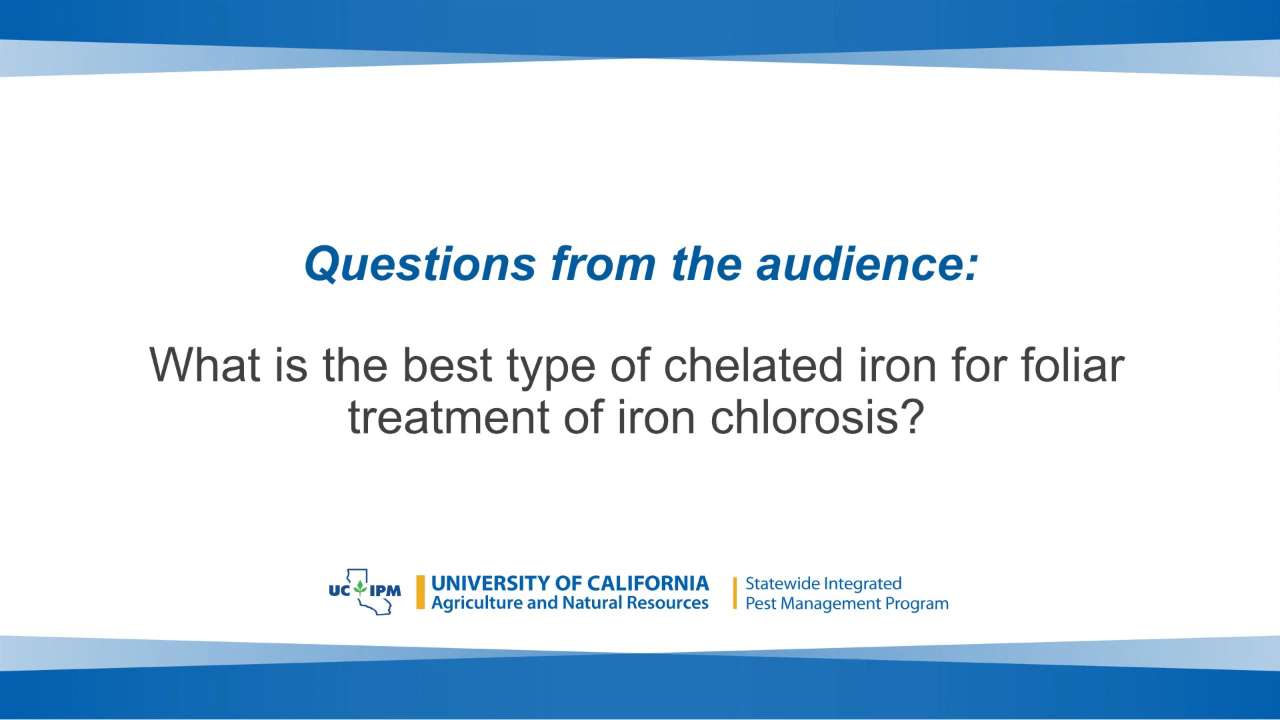 Questions from the audience:
What is the best type of chelated iron for foliar
treatment of iron chlorosis?
UC IPM
UNIVERSITY OF CALIFORNIA
Agriculture and Natural Resources
Statewide Integrated
Pest Management Program